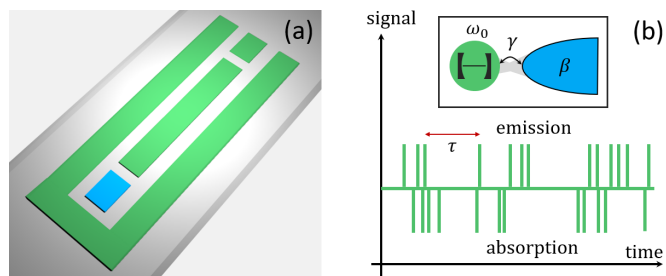 (a)
signal
(b)
ω₀
γ
β
emission
τ
absorption
time